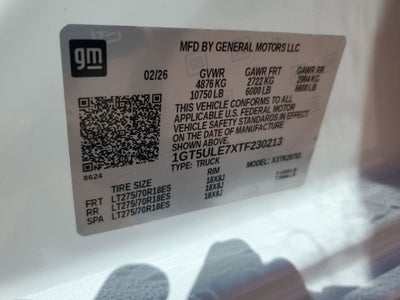 gm
MFD BY GENERAL MOTORS LLC
02/26 GVWR GAWR FRT GAWR RR
4876 KG 2722 KG 2994 KG
10750 LB 6000 LB 6600 LB
THIS VEHICLE CONFORMS TO ALL
APPLICABLE U.S. FEDERAL MOTOR
VEHICLE SAFETY STANDARDS IN EFFECT
ON THE DATE OF MANUFACTURE
SHOWN ABOVE.
1GT5ULE7XTF230213
TYPE: TRUCK MODEL:
8624
TIRE SIZE RIM
FRT LT275/70R18ES 18X8J
RR LT275/70R18ES 18X8J
SPA LT275/70R18ES 18X8J